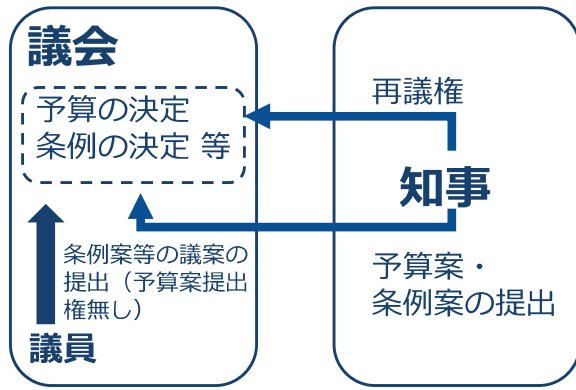 議会
予算の決定
条例の決定 等
条例案等の議案の
提出（予算案提出
権無し）
議員
再議権
知事
予算案・
条例案の提出